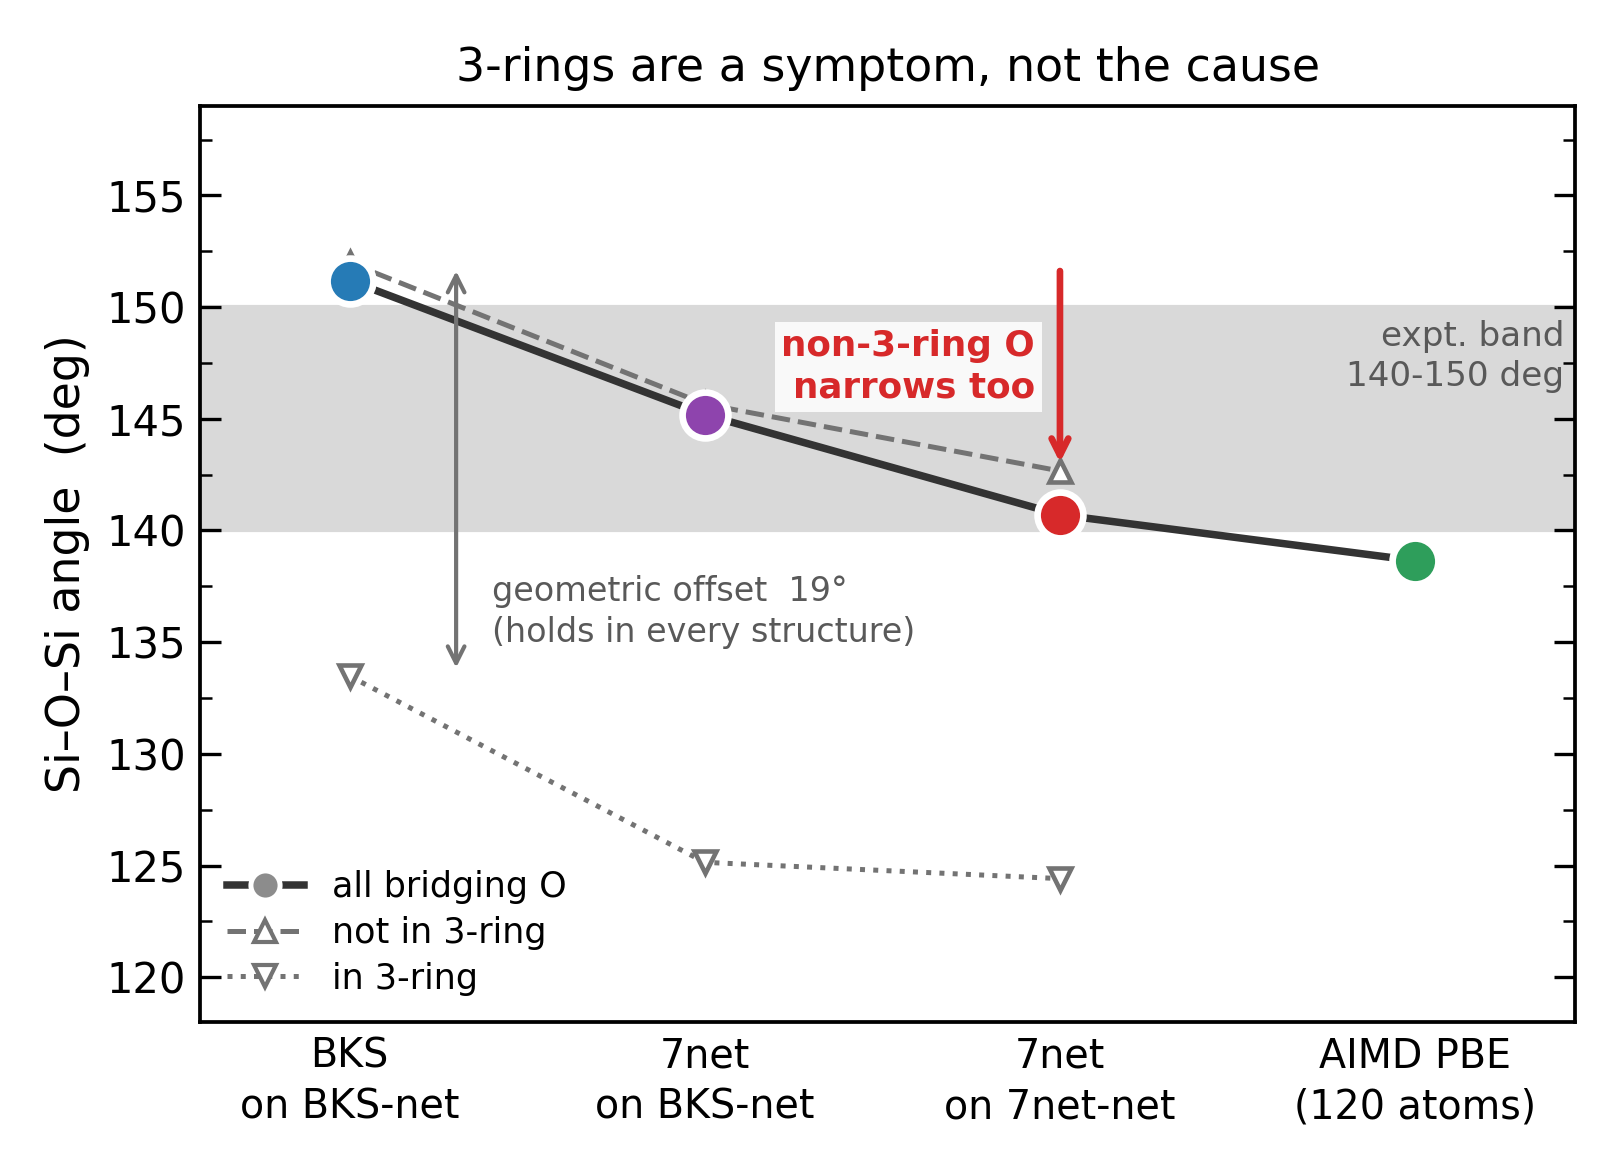 3-rings are a symptom, not the cause
Si–O–Si angle (deg)
155
150
145
140
135
130
125
120
non-3-ring O
narrows too
expt. band
140-150 deg
geometric offset  19°
(holds in every structure)
all bridging O
not in 3-ring
in 3-ring
BKS
on BKS-net
7net
on BKS-net
7net
on 7net-net
AIMD PBE
(120 atoms)